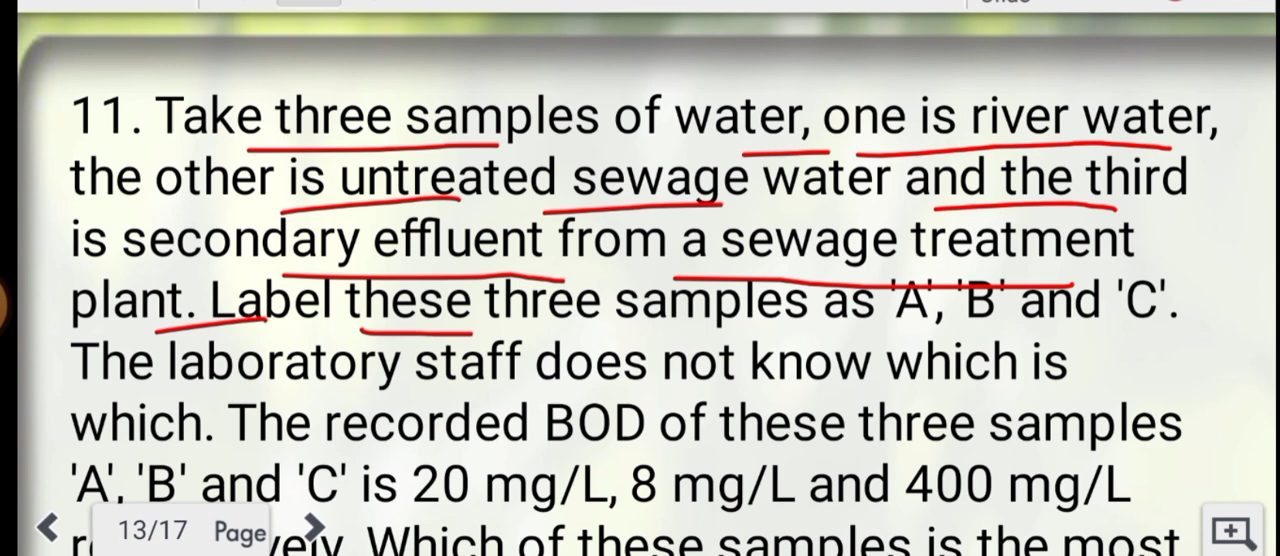 11. Take three samples of water, one is river water,
the other is untreated sewage water and the third
is secondary effluent from a sewage treatment
plant. Label these three samples as 'A', 'B' and 'C'.
The laboratory staff does not know which is
which. The recorded BOD of these three samples
'A', 'B' and 'C' is 20 mg/L, 8 mg/L and 400 mg/L
13/17 Page
Which of these samples is the most